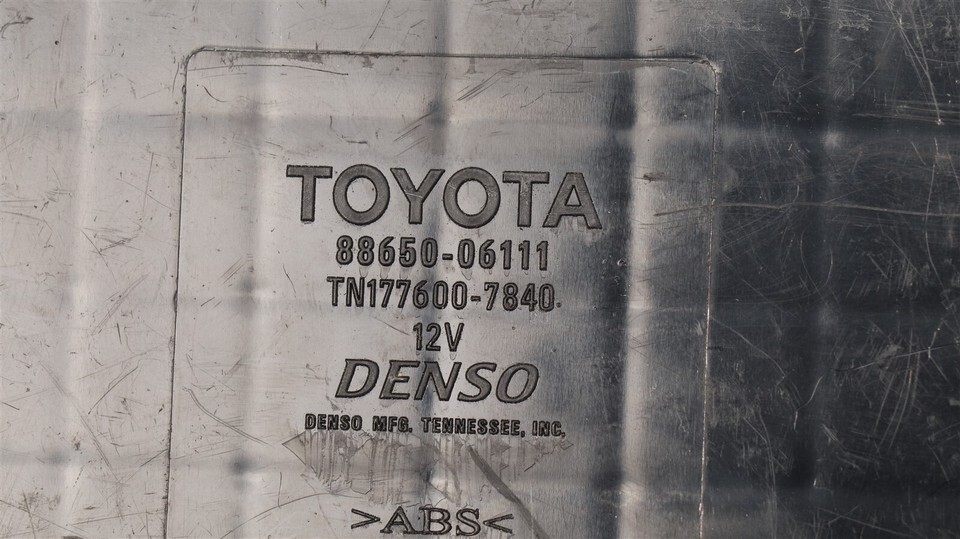 TOYOTA
88650-06111
TN177600-7840
12V
DENSO
DENSO MFG. TENNESSEE, INC.
>ABS<